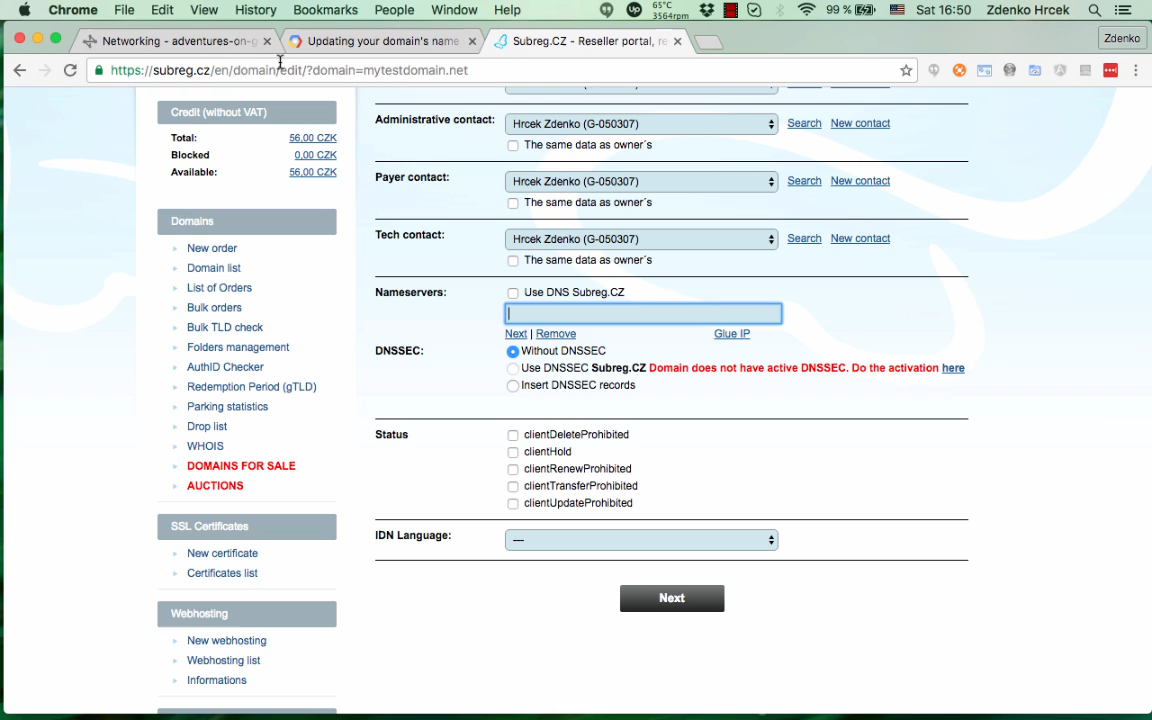 Chrome File Edit View History Bookmarks People Window Help 65°C 3564rpm 99 % Sat 16:50 Zdenko Hrcek
Networking - adventures-on-g Updating your domain's name Subreg.CZ - Reseller portal, re Zdenko
https://subreg.cz/en/domain/edit/?domain=mytestdomain.net
Credit (without VAT)
Total: 56,00 CZK
Blocked 0,00 CZK
Available: 56,00 CZK
Domains
New order
Domain list
List of Orders
Bulk orders
Bulk TLD check
Folders management
AuthID Checker
Redemption Period (gTLD)
Parking statistics
Drop list
WHOIS
DOMAINS FOR SALE
AUCTIONS
SSL Certificates
New certificate
Certificates list
Webhosting
New webhosting
Webhosting list
Informations
Administrative contact: Hrcek Zdenko (G-050307) Search New contact
The same data as owner´s
Payer contact: Hrcek Zdenko (G-050307) Search New contact
The same data as owner´s
Tech contact: Hrcek Zdenko (G-050307) Search New contact
The same data as owner´s
Nameservers: Use DNS Subreg.CZ
Next | Remove Glue IP
DNSSEC: Without DNSSEC
Use DNSSEC Subreg.CZ Domain does not have active DNSSEC. Do the activation here
Insert DNSSEC records
Status clientDeleteProhibited
clientHold
clientRenewProhibited
clientTransferProhibited
clientUpdateProhibited
IDN Language: ---
Next